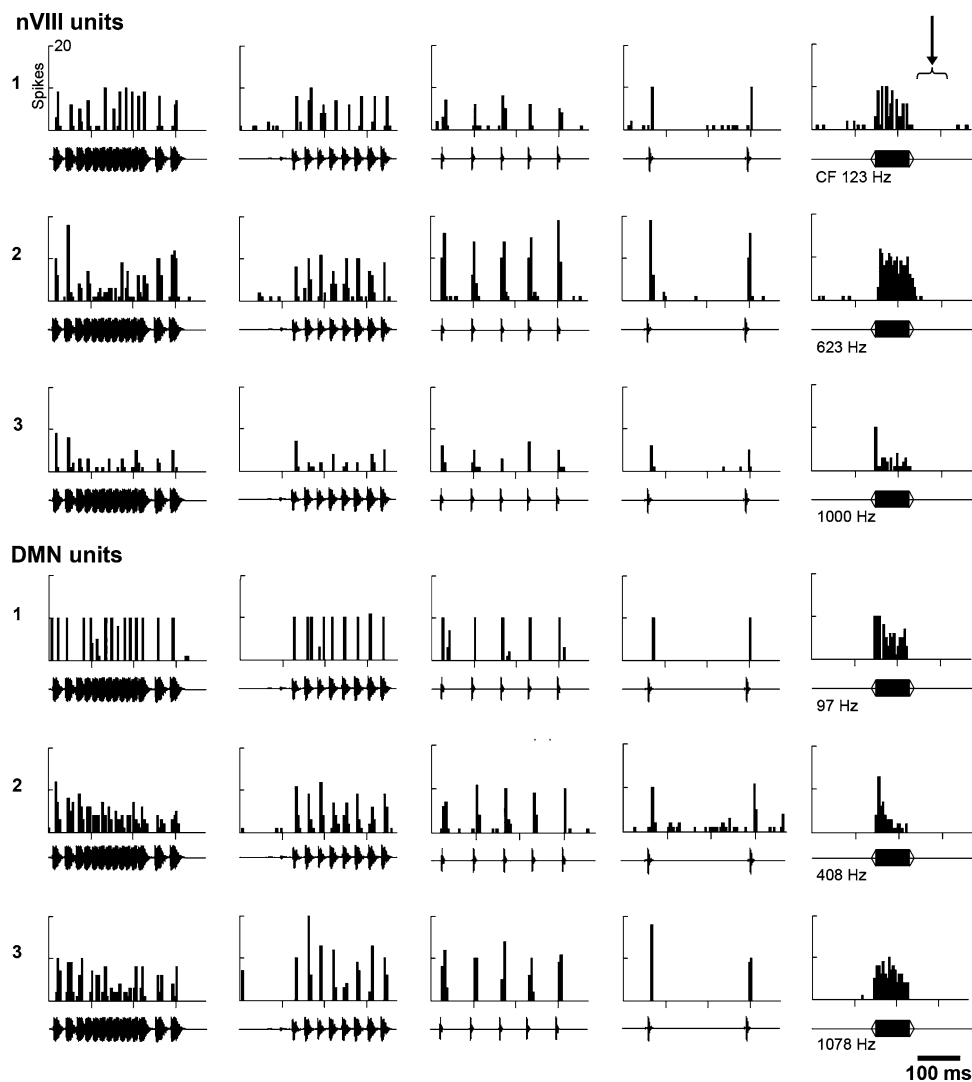 nVIII units
20
Spikes
1
CF 123 Hz
2
623 Hz
3
1000 Hz
DMN units
1
97 Hz
2
408 Hz
3
1078 Hz
100 ms